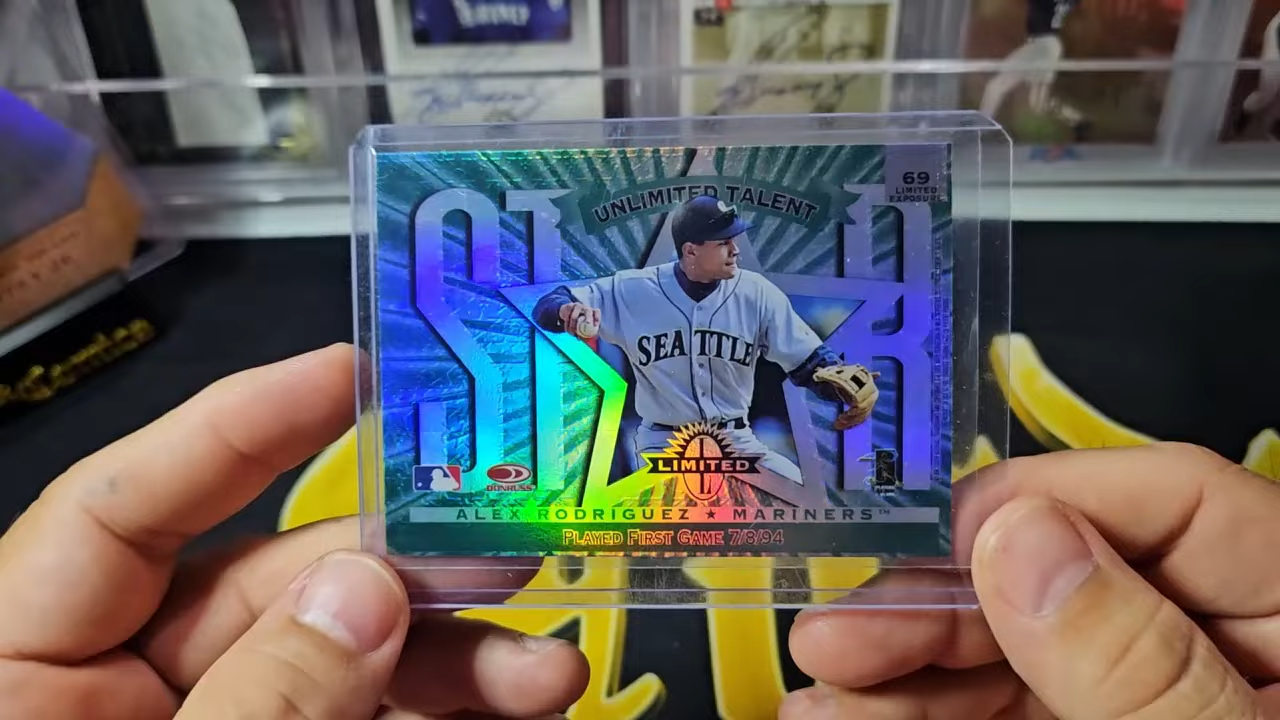 69
LIMITED
EXPOSURE
UNLIMITED TALENT
STAR
SEATTLE
LIMITED
DONRUSS
ALEX RODRIGUEZ ★ MARINERS™
PLAYED FIRST GAME 7/8/94